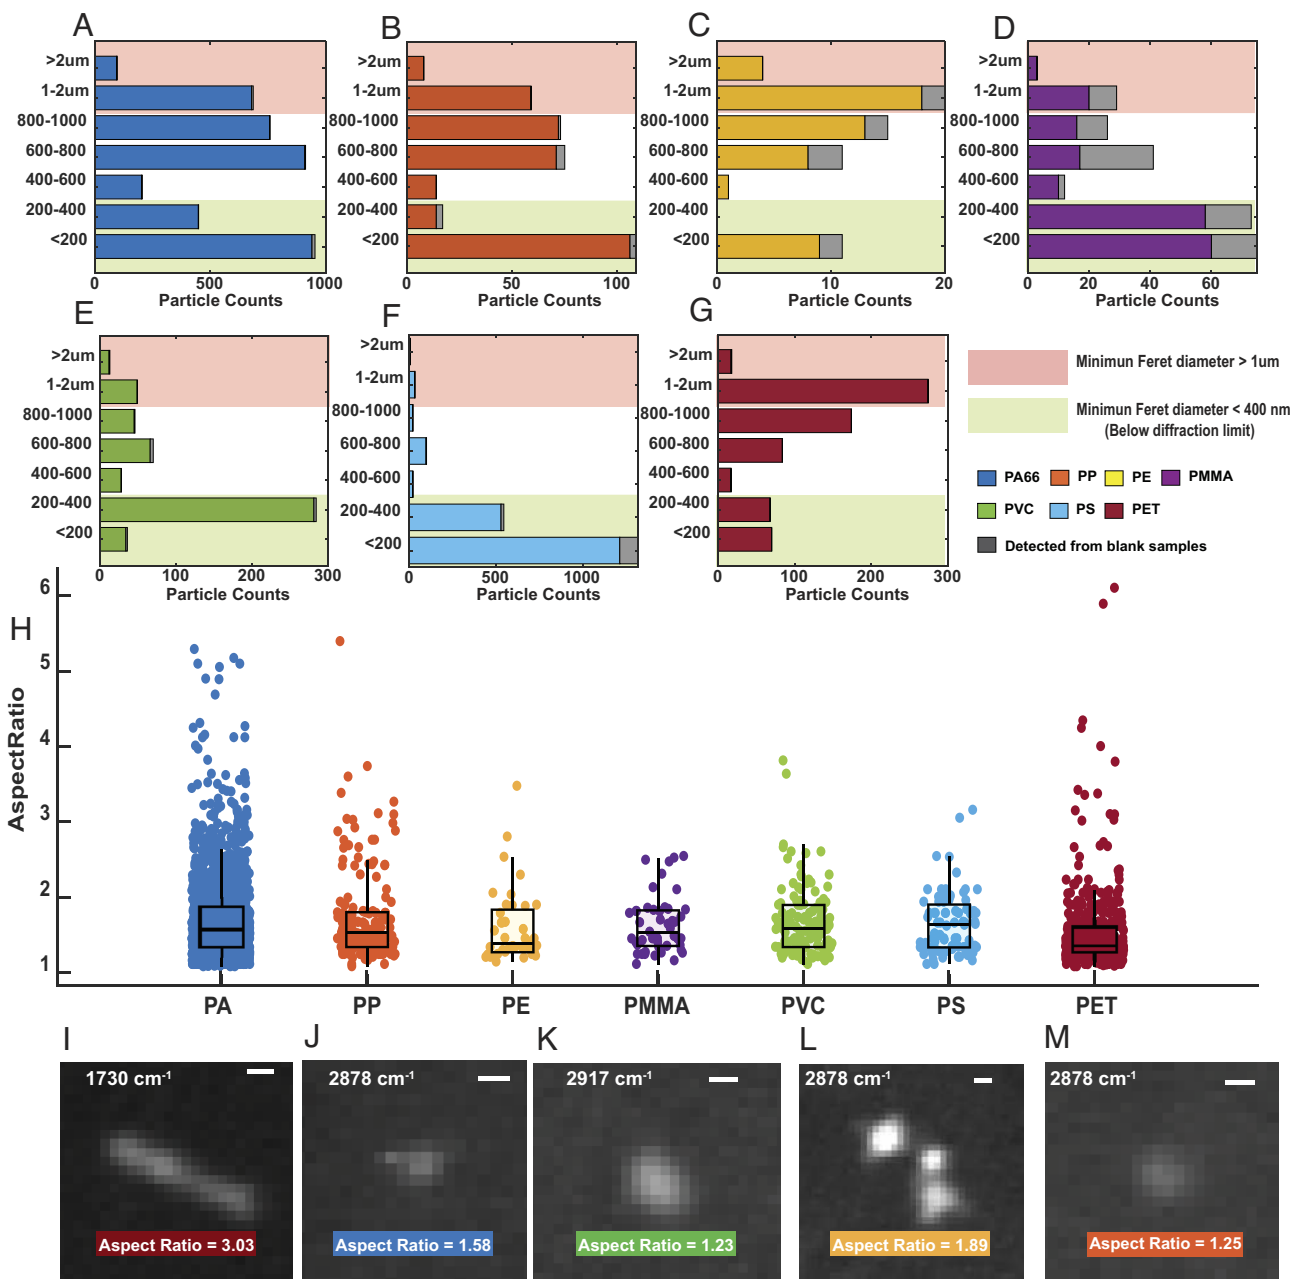 A
>2um
1-2um
800-1000
600-800
400-600
200-400
<200
0
500
1000
Particle Counts
B
>2um
1-2um
800-1000
600-800
400-600
200-400
<200
0
50
100
Particle Counts
C
>2um
1-2um
800-1000
600-800
400-600
200-400
<200
0
10
20
Particle Counts
D
>2um
1-2um
800-1000
600-800
400-600
200-400
<200
0
20
40
60
Particle Counts
E
>2um
1-2um
800-1000
600-800
400-600
200-400
<200
0
100
200
300
Particle Counts
F
>2um
1-2um
800-1000
600-800
400-600
200-400
<200
0
500
1000
Particle Counts
G
>2um
1-2um
800-1000
600-800
400-600
200-400
<200
0
100
200
300
Particle Counts
Minimun Feret diameter > 1um
Minimun Feret diameter < 400 nm
(Below diffraction limit)
PA66 PP PE PMMA
PVC PS PET
Detected from blank samples
H
AspectRatio
6
5
4
3
2
1
PA PP PE PMMA PVC PS PET
I
1730 cm-1
Aspect Ratio = 3.03
J
2878 cm-1
Aspect Ratio = 1.58
K
2917 cm-1
Aspect Ratio = 1.23
L
2878 cm-1
Aspect Ratio = 1.89
M
2878 cm-1
Aspect Ratio = 1.25